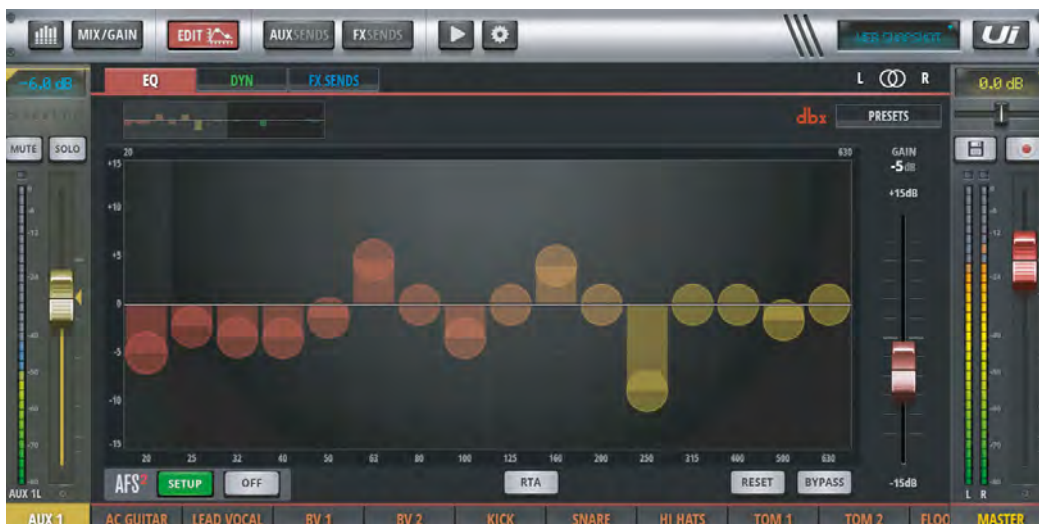 MIX/GAIN EDIT AUXSENDS FXSENDS Ui
-6.0 dB EQ DYN FX SENDS L R 0.0 dB
dbx PRESETS
MUTE SOLO
20 630 GAIN
-5dB
+15 +15dB
+10
+5
0
-5
-10
-15
20 25 32 40 50 63 80 100 125 160 200 250 315 400 500 630
AFS² SETUP OFF RTA RESET BYPASS -15dB
AUX 1L L R
AUX 1 AC GUITAR LEAD VOCAL BV 1 BV 2 KICK SNARE HI HATS TOM 1 TOM 2 FLOO MASTER